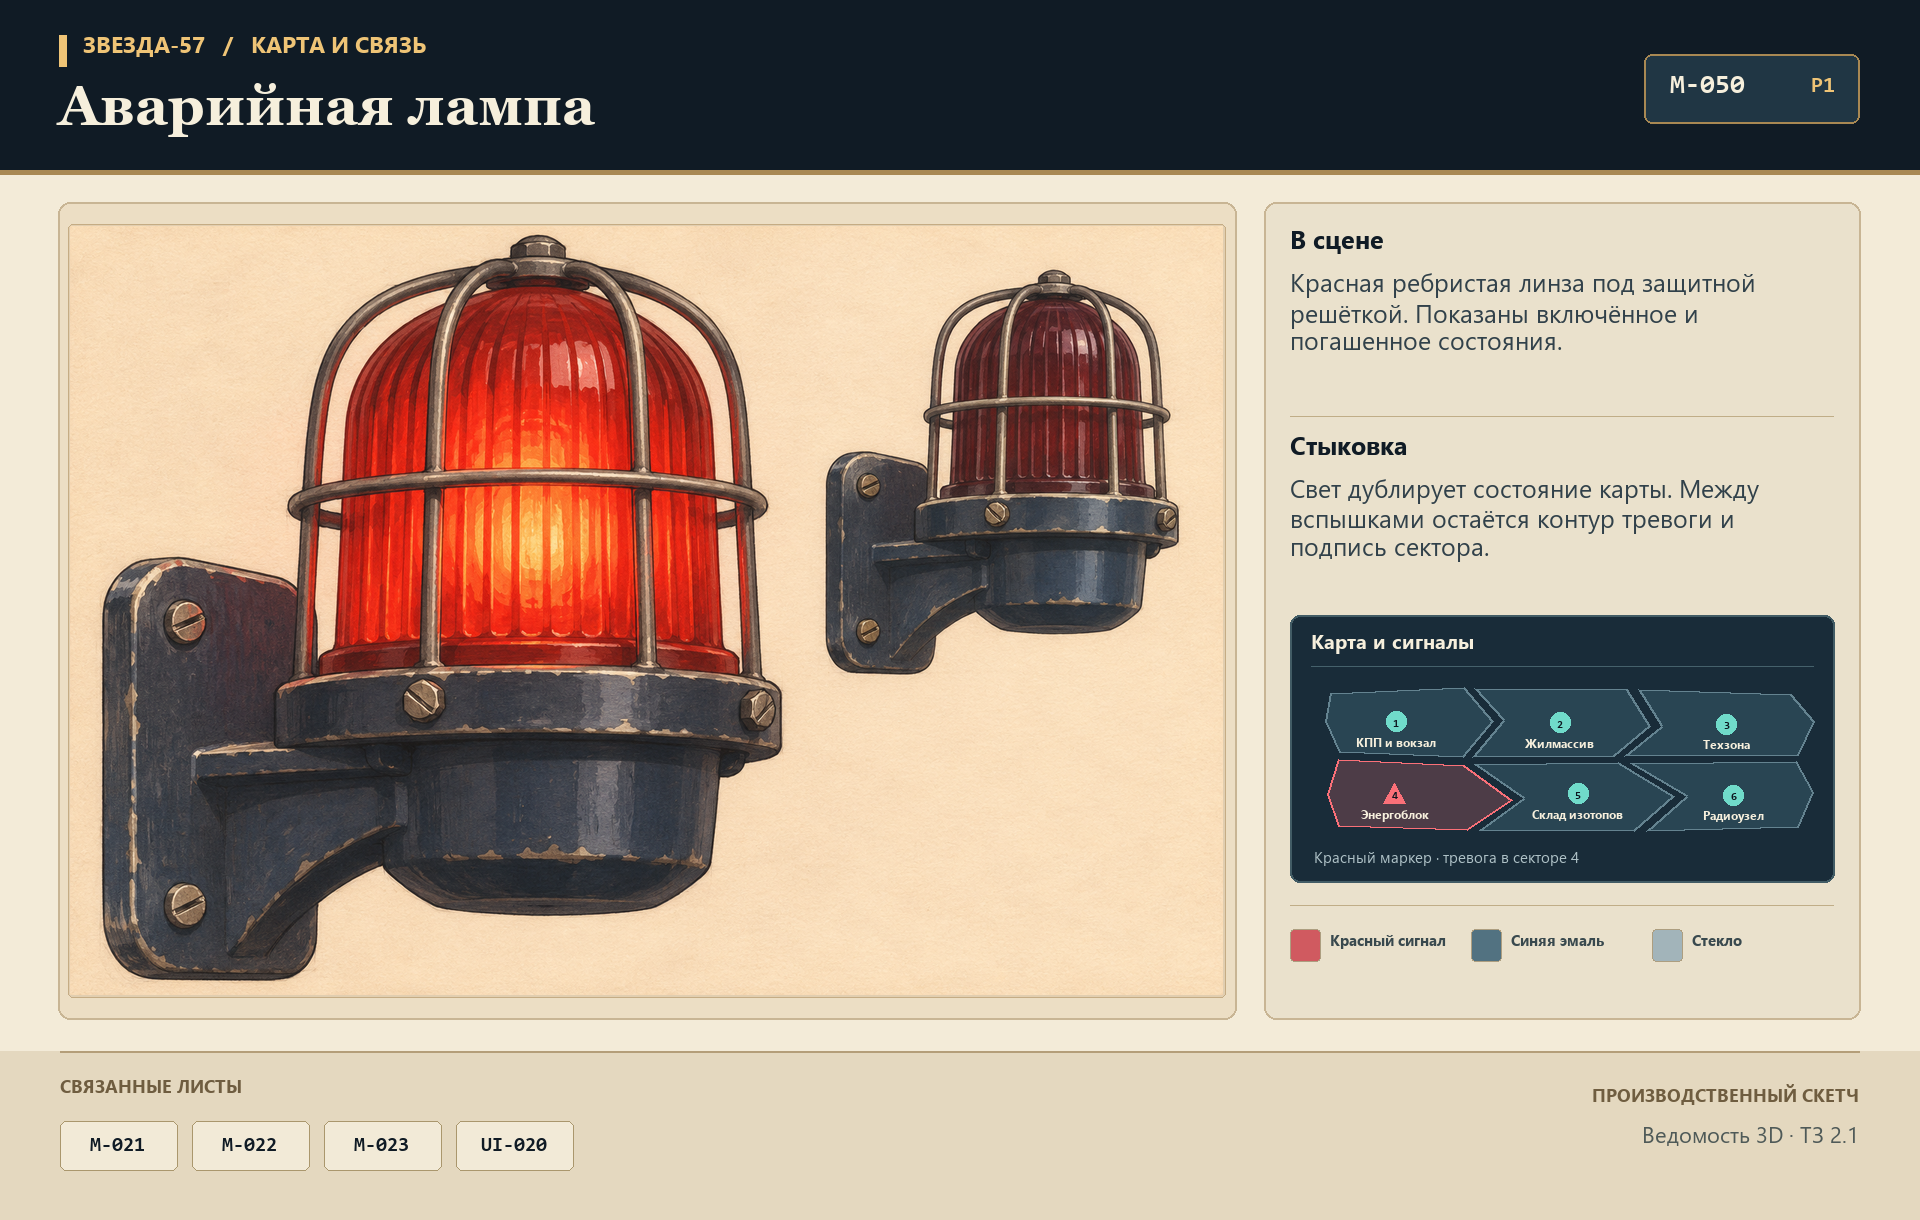 ЗВЕЗДА-57 / КАРТА И СВЯЗЬ
Аварийная лампа
М-050 P1
В сцене
Красная ребристая линза под защитной
решёткой. Показаны включённое и
погашенное состояния.
Стыковка
Свет дублирует состояние карты. Между
вспышками остаётся контур тревоги и
подпись сектора.
Карта и сигналы
1
КПП и вокзал
2
Жилмассив
3
Техзона
4
Энергоблок
5
Склад изотопов
6
Радиоузел
Красный маркер · тревога в секторе 4
Красный сигнал
Синяя эмаль
Стекло
СВЯЗАННЫЕ ЛИСТЫ
М-021
М-022
М-023
UI-020
ПРОИЗВОДСТВЕННЫЙ СКЕТЧ
Ведомость 3D · ТЗ 2.1